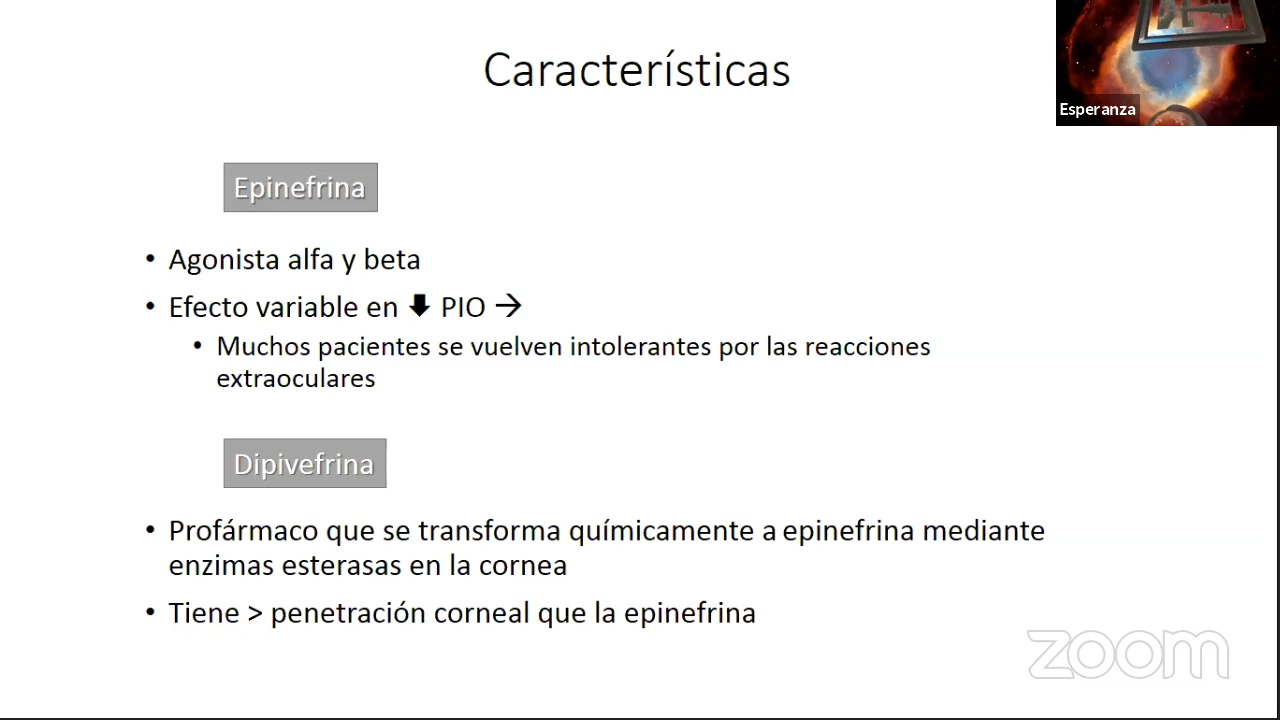 Características
Esperanza
Epinefrina
• Agonista alfa y beta
• Efecto variable en ⬇ PIO →
• Muchos pacientes se vuelven intolerantes por las reacciones
extraoculares
Dipivefrina
• Profármaco que se transforma químicamente a epinefrina mediante
enzimas esterasas en la cornea
• Tiene > penetración corneal que la epinefrina
zoom